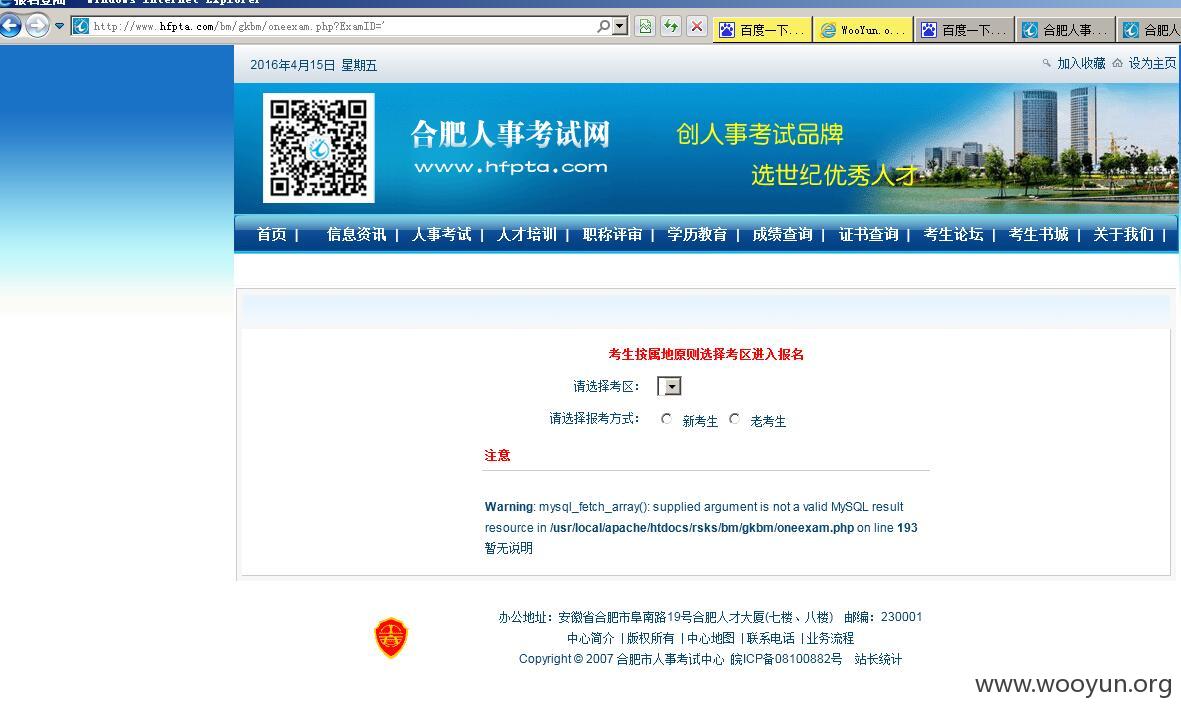 Windows Internet Explorer
http://www.hfpta.com/bm/gkbm/oneexam.php?ExamID='
百度一下... WooYun.o... 百度一下... 合肥人事... 合肥人
2016年4月15日 星期五
加入收藏 设为主页
合肥人事考试网
www.hfpta.com
创人事考试品牌
选世纪优秀人才
首页 | 信息资讯 | 人事考试 | 人才培训 | 职称评审 | 学历教育 | 成绩查询 | 证书查询 | 考生论坛 | 考生书城 | 关于我们 |
考生按属地原则选择考区进入报名
请选择考区：
请选择报考方式： 新考生 老考生
注意
Warning: mysql_fetch_array(): supplied argument is not a valid MySQL result
resource in /usr/local/apache/htdocs/rsks/bm/gkbm/oneexam.php on line 193
暂无说明
办公地址：安徽省合肥市阜南路19号合肥人才大厦(七楼、八楼) 邮编：230001
中心简介 | 版权所有 | 中心地图 | 联系电话 | 业务流程
Copyright © 2007 合肥市人事考试中心 皖ICP备08100882号 站长统计
www.wooyun.org